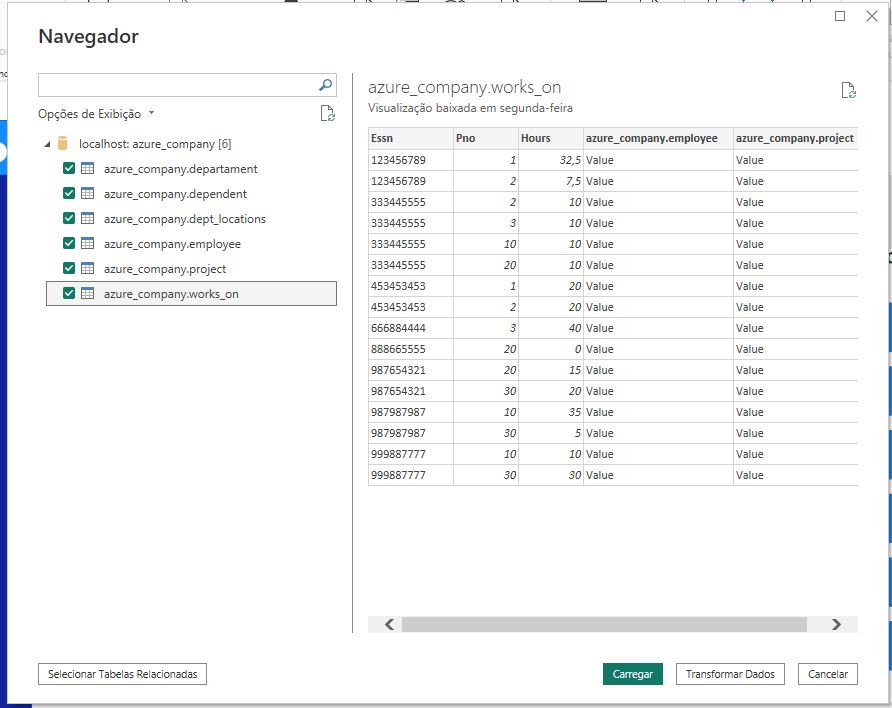 Navegador
Opções de Exibição
localhost: azure_company [6]
azure_company.departament
azure_company.dependent
azure_company.dept_locations
azure_company.employee
azure_company.project
azure_company.works_on
azure_company.works_on
Visualização baixada em segunda-feira
Essn Pno Hours azure_company.employee azure_company.project
123456789 1 32,5 Value Value
123456789 2 7,5 Value Value
333445555 2 10 Value Value
333445555 3 10 Value Value
333445555 10 10 Value Value
333445555 20 10 Value Value
453453453 1 20 Value Value
453453453 2 20 Value Value
666884444 3 40 Value Value
888665555 20 0 Value Value
987654321 20 15 Value Value
987654321 30 20 Value Value
987987987 10 35 Value Value
987987987 30 5 Value Value
999887777 10 10 Value Value
999887777 30 30 Value Value
Selecionar Tabelas Relacionadas
Carregar
Transformar Dados
Cancelar